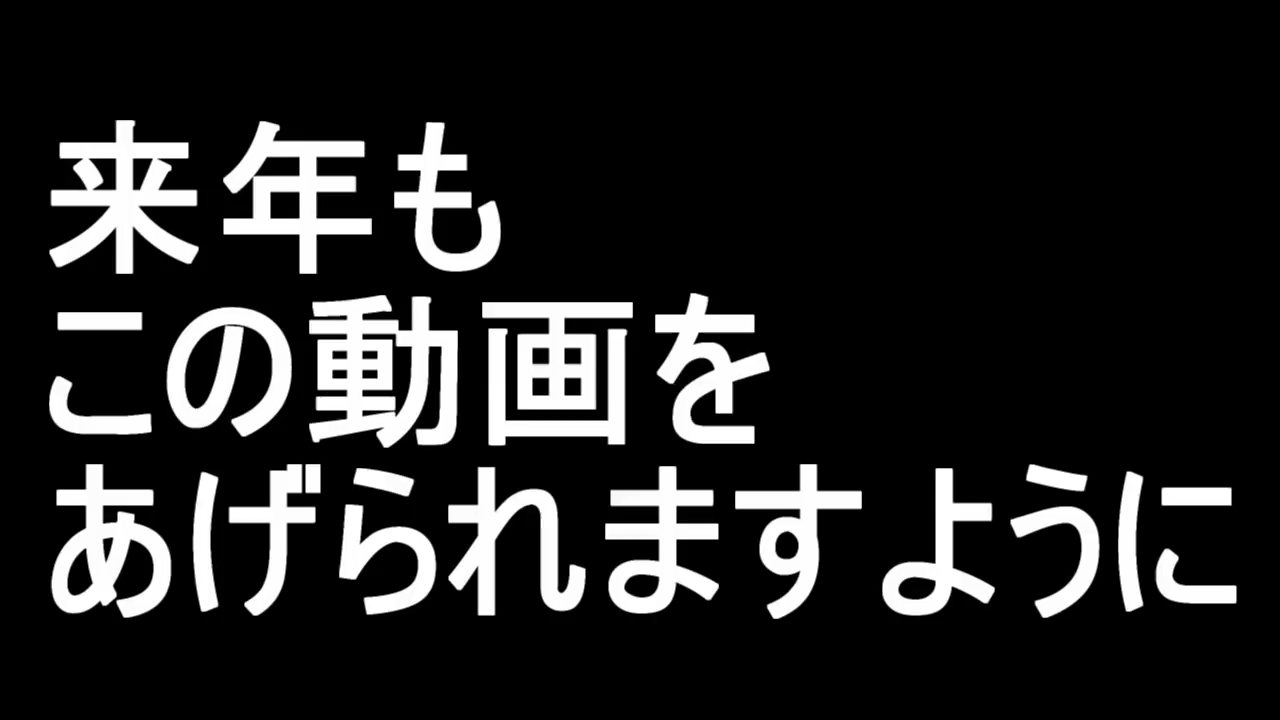 来年も
この動画を
あげられますように